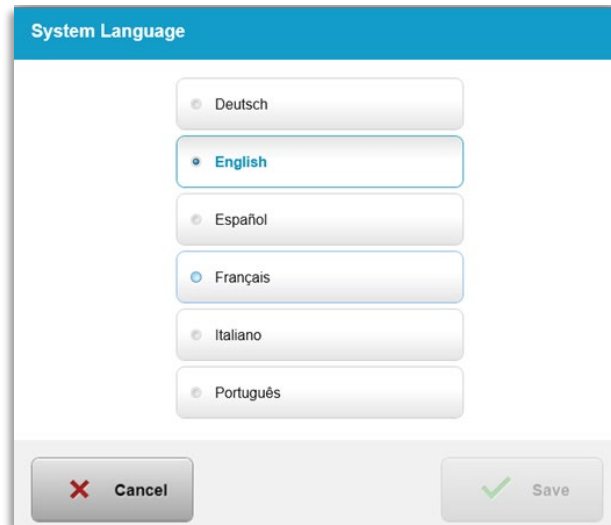 System Language
Deutsch
English
Español
Français
Italiano
Português
Cancel
Save